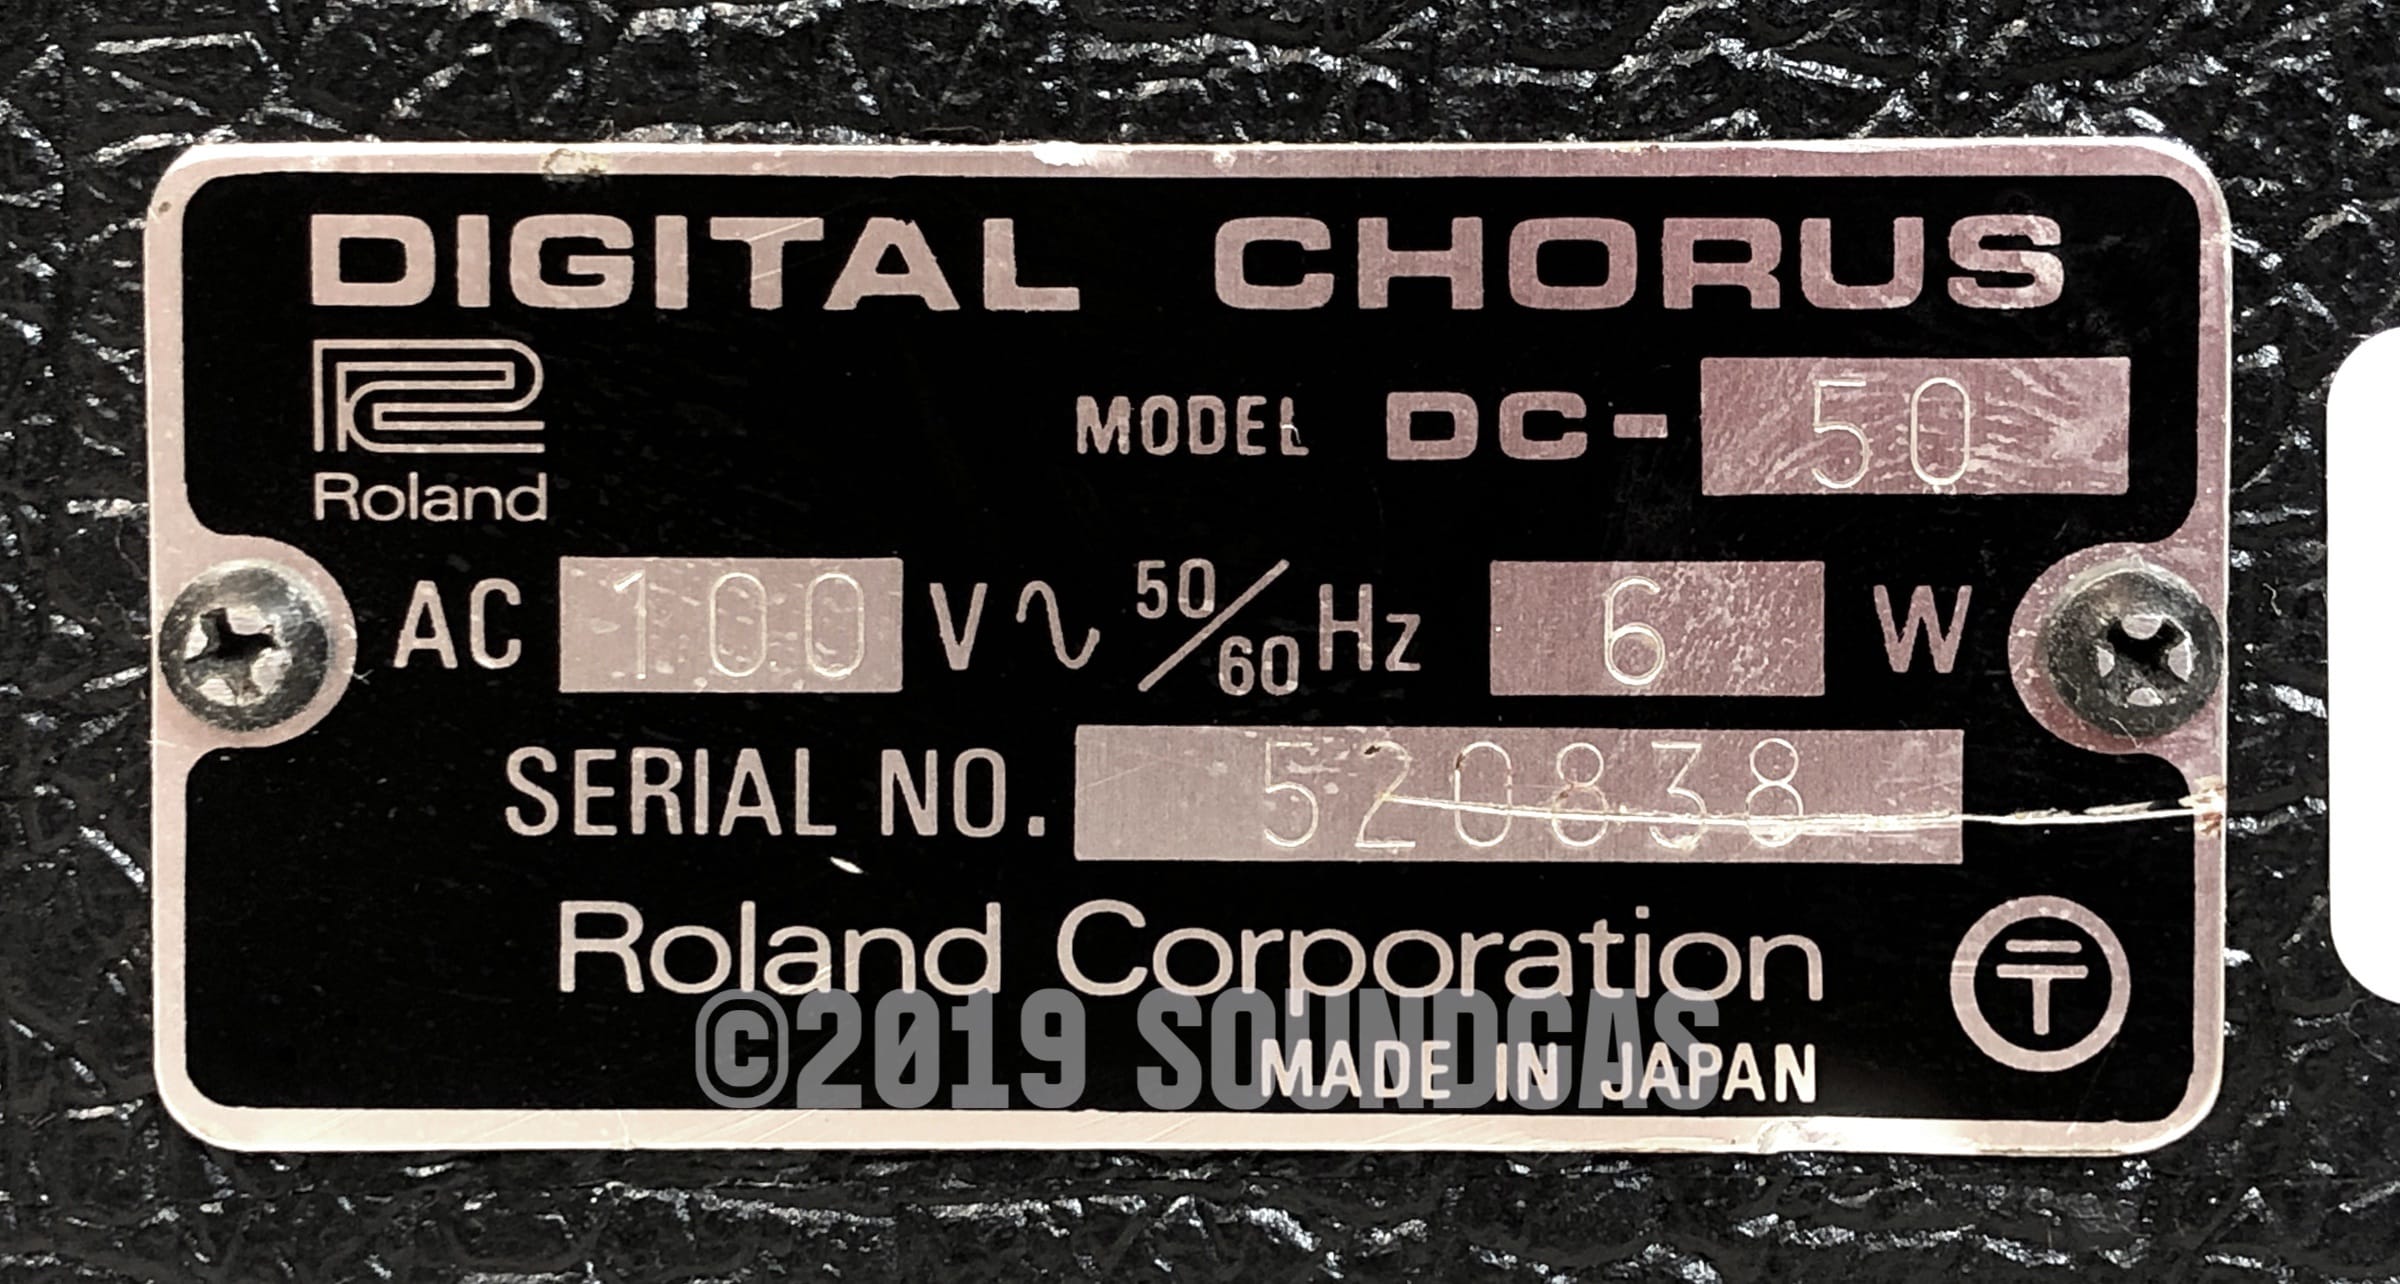 DIGITAL CHORUS
Roland
MODEL DC-50
AC 100 V ∿ 50/60 Hz 6 W
SERIAL NO. 520838
Roland Corporation
©2019 SOUNDGAS
MADE IN JAPAN